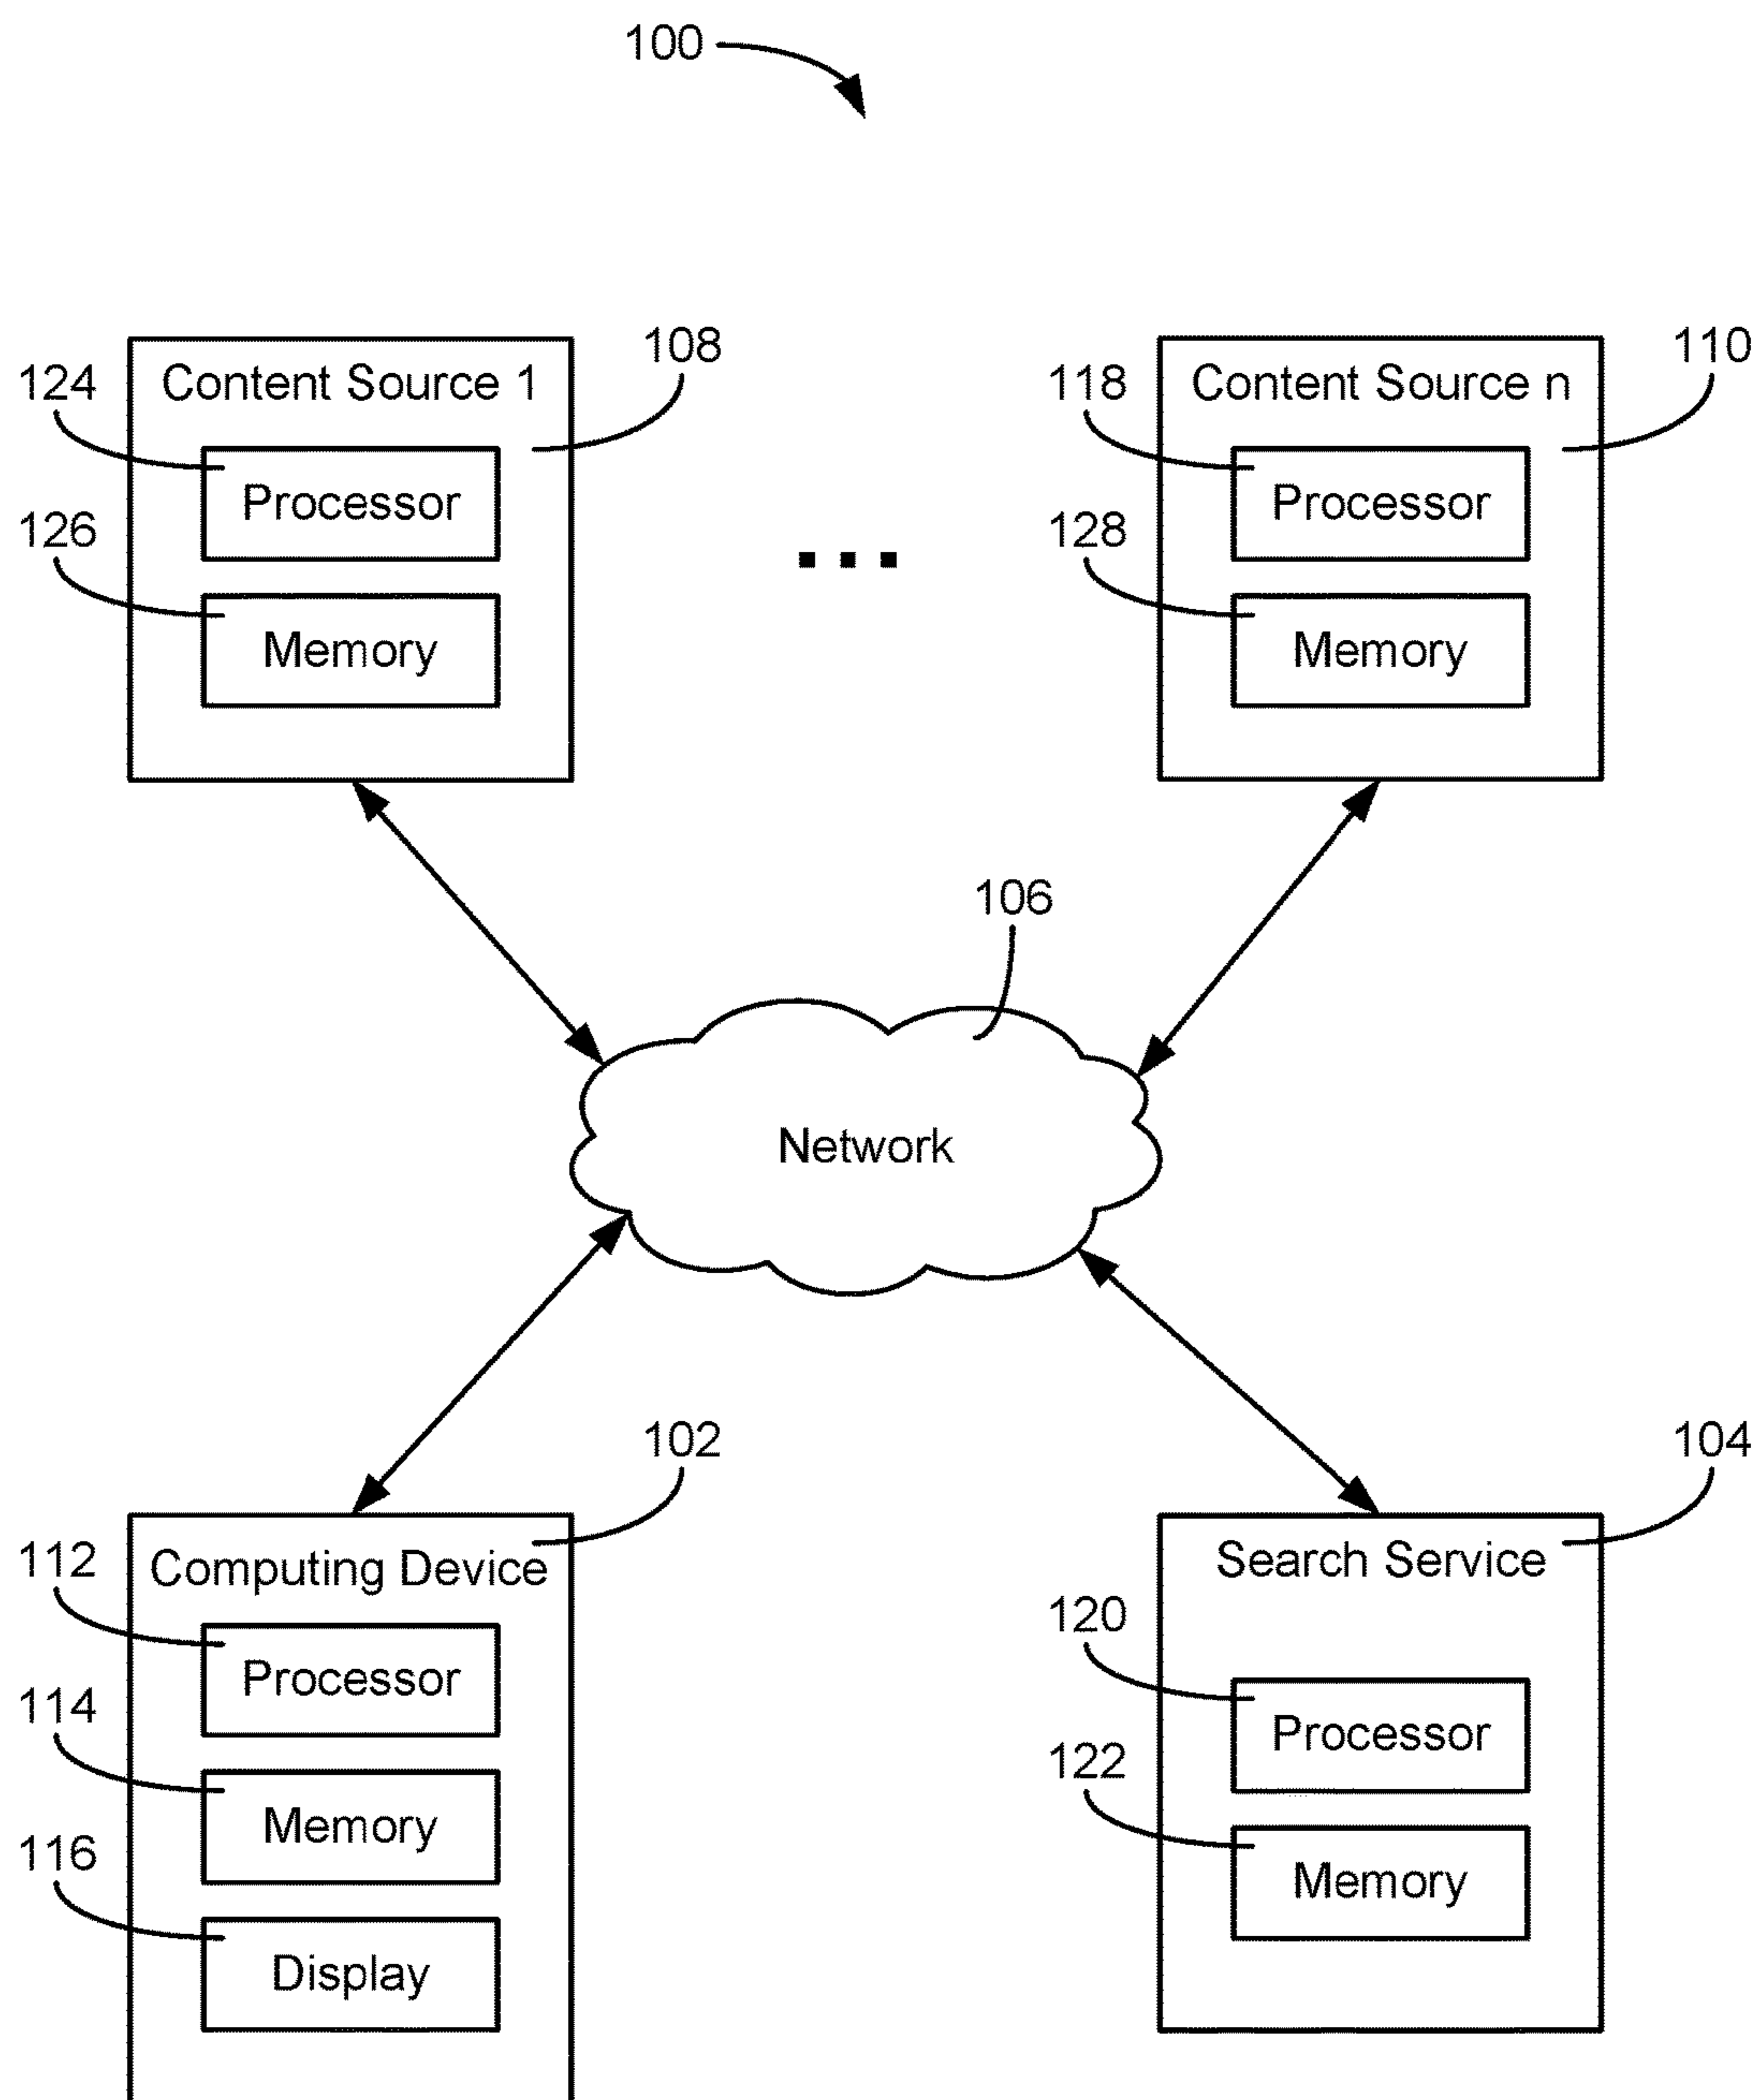 100
108
110
124
Content Source 1
118
Content Source n
Processor
Processor
126
128
...
Memory
Memory
106
Network
102
104
112
Computing Device
Search Service
120
Processor
114
Processor
122
Memory
116
Memory
Display